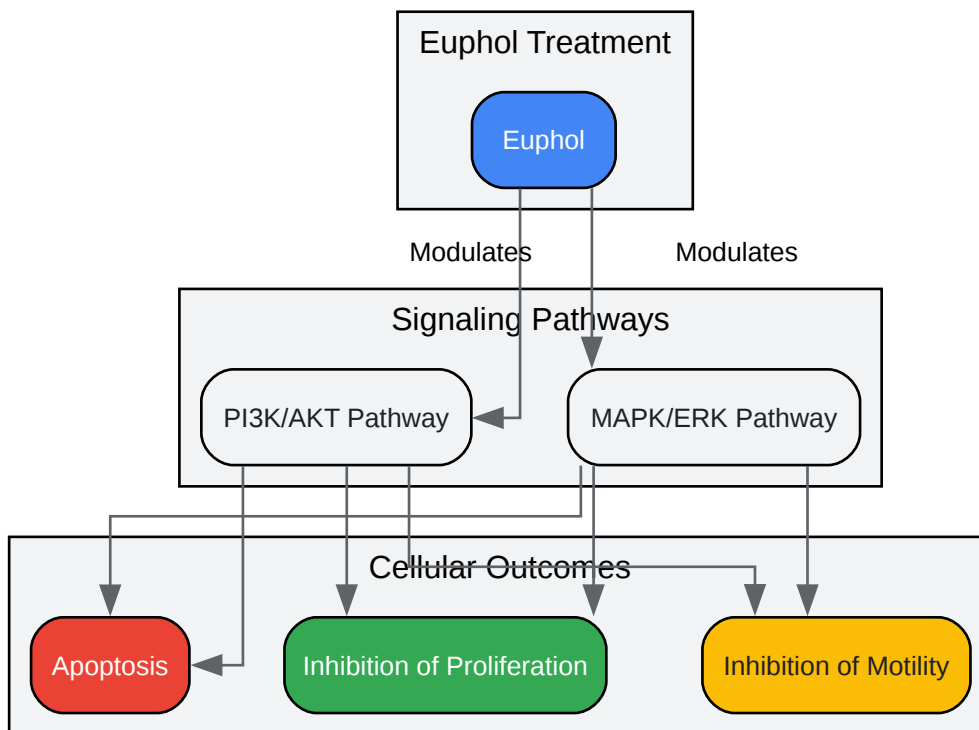 Euphol Treatment
Euphol
Modulates
Modulates
Signaling Pathways
PI3K/AKT Pathway
MAPK/ERK Pathway
Cellular Outcomes
Apoptosis
Inhibition of Proliferation
Inhibition of Motility